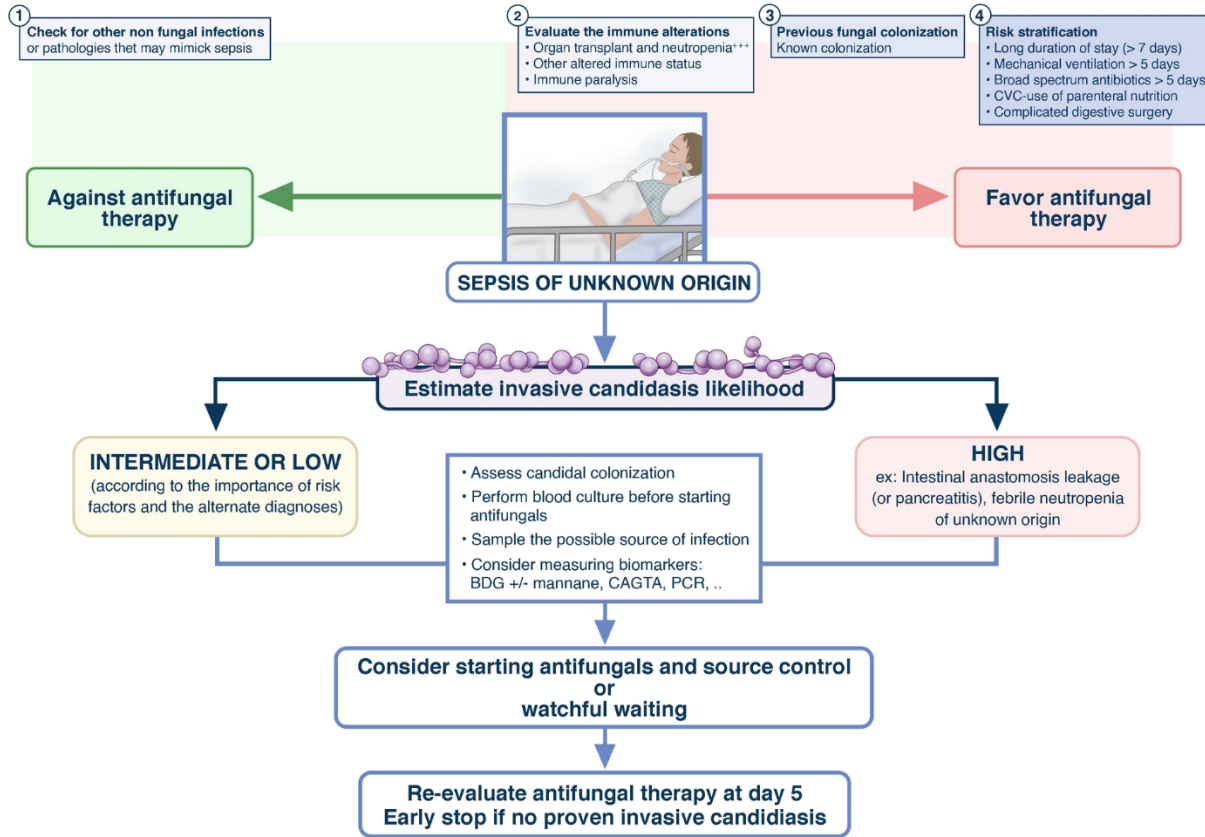 1
Check for other non fungal infections
or pathologies thet may mimick sepsis
2
Evaluate the immune alterations
• Organ transplant and neutropenia+++
• Other altered immune status
• Immune paralysis
3
Previous fungal colonization
Known colonization
4
Risk stratification
• Long duration of stay (> 7 days)
• Mechanical ventilation > 5 days
• Broad spectrum antibiotics > 5 days
• CVC-use of parenteral nutrition
• Complicated digestive surgery
Against antifungal
therapy
Favor antifungal
therapy
SEPSIS OF UNKNOWN ORIGIN
Estimate invasive candidasis likelihood
INTERMEDIATE OR LOW
(according to the importance of risk
factors and the alternate diagnoses)
• Assess candidal colonization
• Perform blood culture before starting
antifungals
• Sample the possible source of infection
• Consider measuring biomarkers:
BDG +/- mannane, CAGTA, PCR, ..
HIGH
ex: Intestinal anastomosis leakage
(or pancreatitis), febrile neutropenia
of unknown origin
Consider starting antifungals and source control
or
watchful waiting
Re-evaluate antifungal therapy at day 5
Early stop if no proven invasive candidiasis